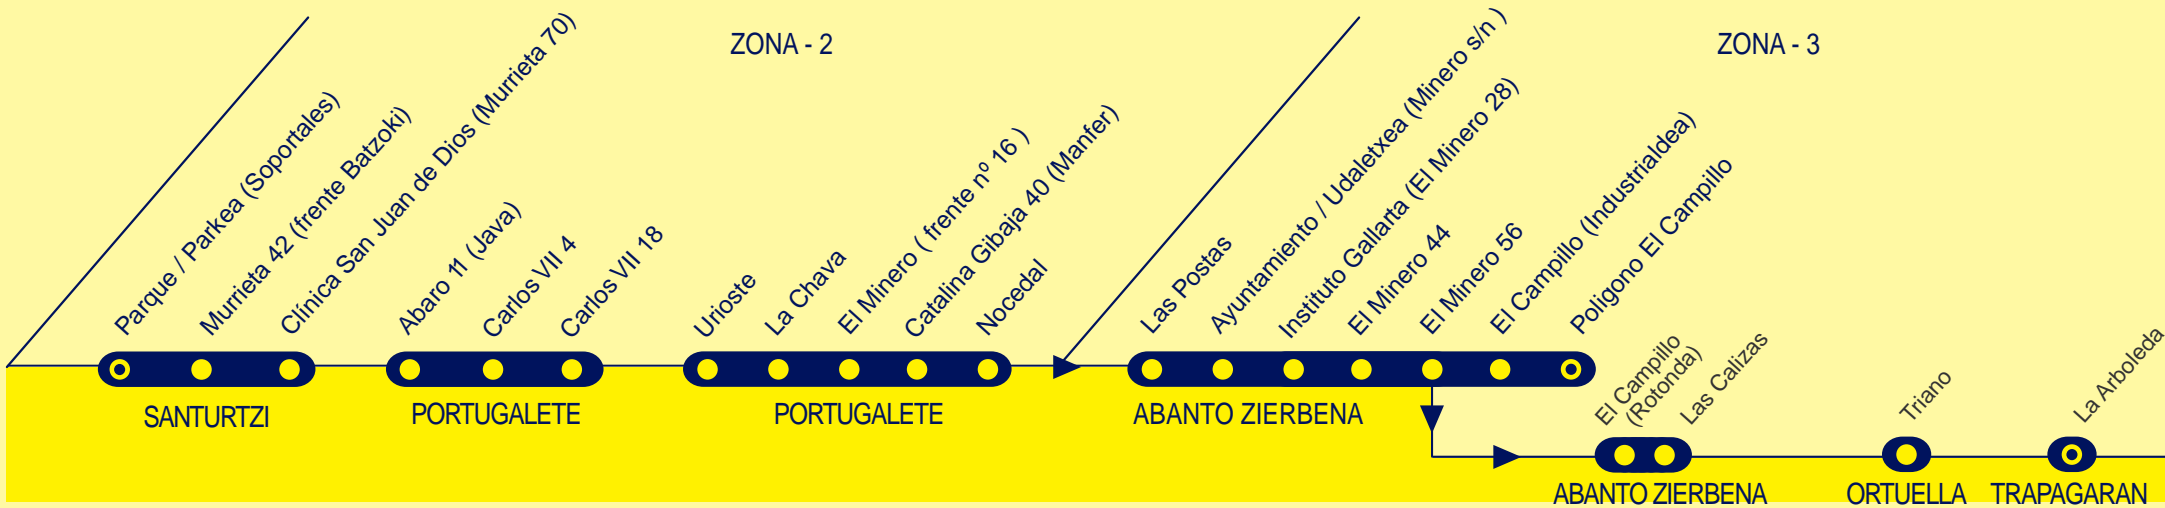 ZONA - 2
ZONA - 3
Parque / Parkea (Soportales)
Murrieta 42 (frente Batzoki)
Clínica San Juan de Dios (Murrieta 70)
Abaro 11 (Java)
Carlos VII 4
Carlos VII 18
Urioste
La Chava
El Minero ( frente nº 16 )
Catalina Gibaja 40 (Manfer)
Nocedal
Las Postas
Ayuntamiento / Udaletxea (Minero s/n )
Instituto Gallarta (El Minero 28)
El Minero 44
El Minero 56
El Campillo (Industrialdea)
Poligono El Campillo
SANTURTZI
PORTUGALETE
PORTUGALETE
ABANTO ZIERBENA
El Campillo
(Rotonda)
Las Calizas
Triano
La Arboleda
ABANTO ZIERBENA
ORTUELLA
TRAPAGARAN